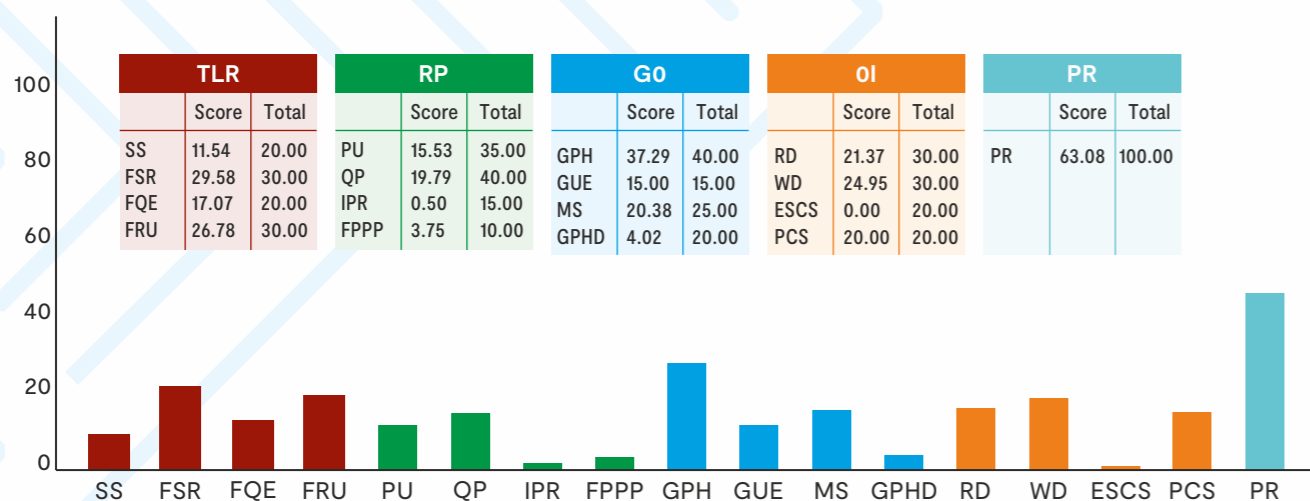 TLR
Score Total
SS 11.54 20.00
FSR 29.58 30.00
FQE 17.07 20.00
FRU 26.78 30.00
RP
Score Total
PU 15.53 35.00
QP 19.79 40.00
IPR 0.50 15.00
FPPP 3.75 10.00
G0
Score Total
GPH 37.29 40.00
GUE 15.00 15.00
MS 20.38 25.00
GPHD 4.02 20.00
0I
Score Total
RD 21.37 30.00
WD 24.95 30.00
ESCS 0.00 20.00
PCS 20.00 20.00
PR
Score Total
PR 63.08 100.00
100
80
60
40
20
0
SS FSR FQE FRU PU QP IPR FPPP GPH GUE MS GPHD RD WD ESCS PCS PR